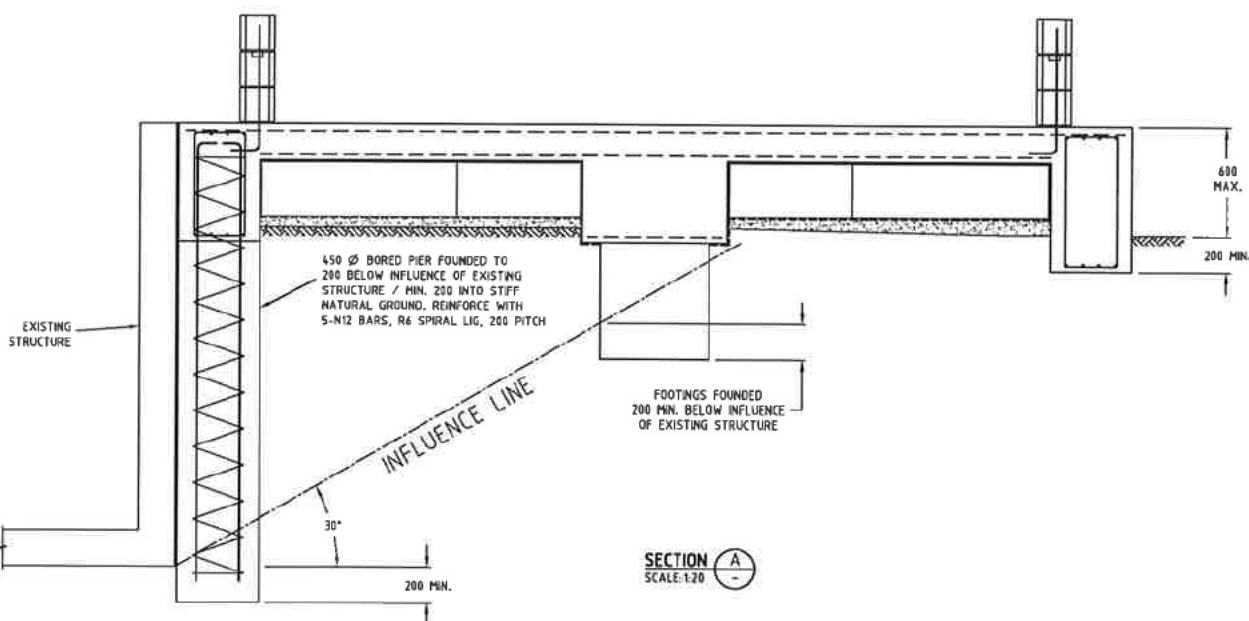 600
MAX.
200 MIN.
450 Ø BORED PIER FOUNDED TO
200 BELOW INFLUENCE OF EXISTING
STRUCTURE / MIN. 200 INTO STIFF
NATURAL GROUND. REINFORCE WITH
5-N12 BARS, R6 SPIRAL LIG, 200 PITCH
EXISTING
STRUCTURE
INFLUENCE LINE
FOOTINGS FOUNDED
200 MIN. BELOW INFLUENCE
OF EXISTING STRUCTURE
30°
200 MIN.
SECTION A
SCALE:1:20 -